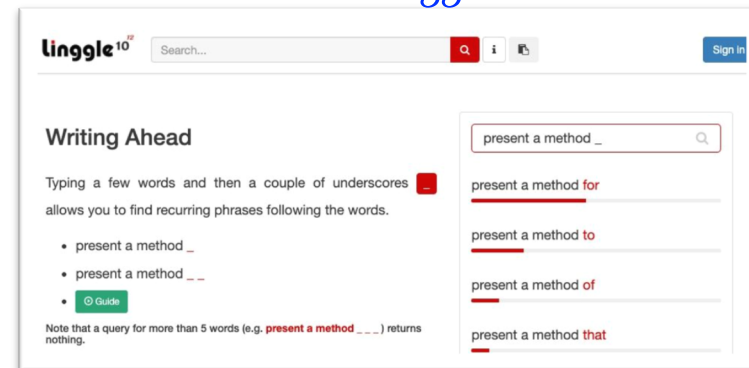 linggle 10
Search...
i
Sign in
Writing Ahead
Typing a few words and then a couple of underscores _
allows you to find recurring phrases following the words.
• present a method _
• present a method _ _
• Guide
Note that a query for more than 5 words (e.g. present a method _ _ _) returns
nothing.
present a method _
present a method for
present a method to
present a method of
present a method that